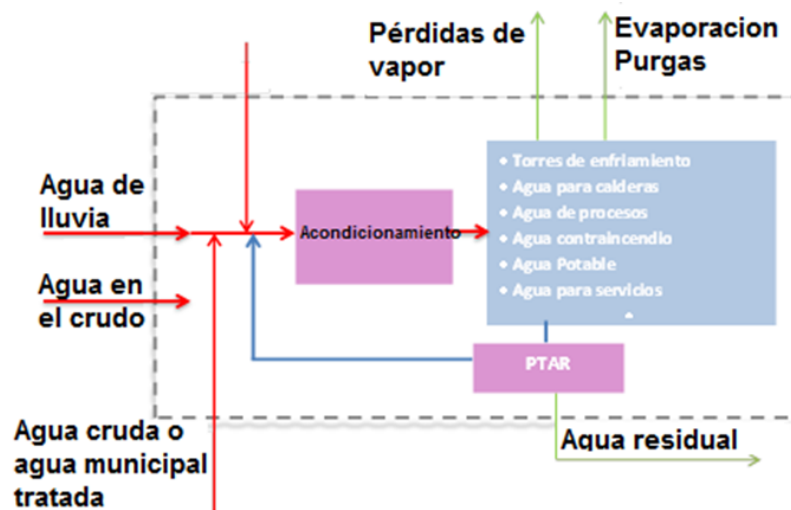 Pérdidas de
vapor
Evaporacion
Purgas
Agua de
lluvia
Acondicionamiento
• Torres de enfriamiento
• Agua para calderas
• Agua de procesos
• Agua contraincendio
• Agua Potable
• Agua para servicios
•
Agua en
el crudo
PTAR
Agua cruda o
agua municipal
tratada
Agua residual